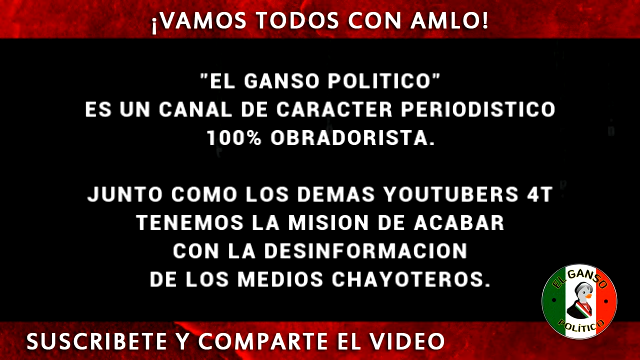 ¡VAMOS TODOS CON AMLO!
"EL GANSO POLITICO"
ES UN CANAL DE CARACTER PERIODISTICO
100% OBRADORISTA.
JUNTO COMO LOS DEMAS YOUTUBERS 4T
TENEMOS LA MISION DE ACABAR
CON LA DESINFORMACION
DE LOS MEDIOS CHAYOTEROS.
EL GANSO
POLÍTICO
SUSCRIBETE Y COMPARTE EL VIDEO